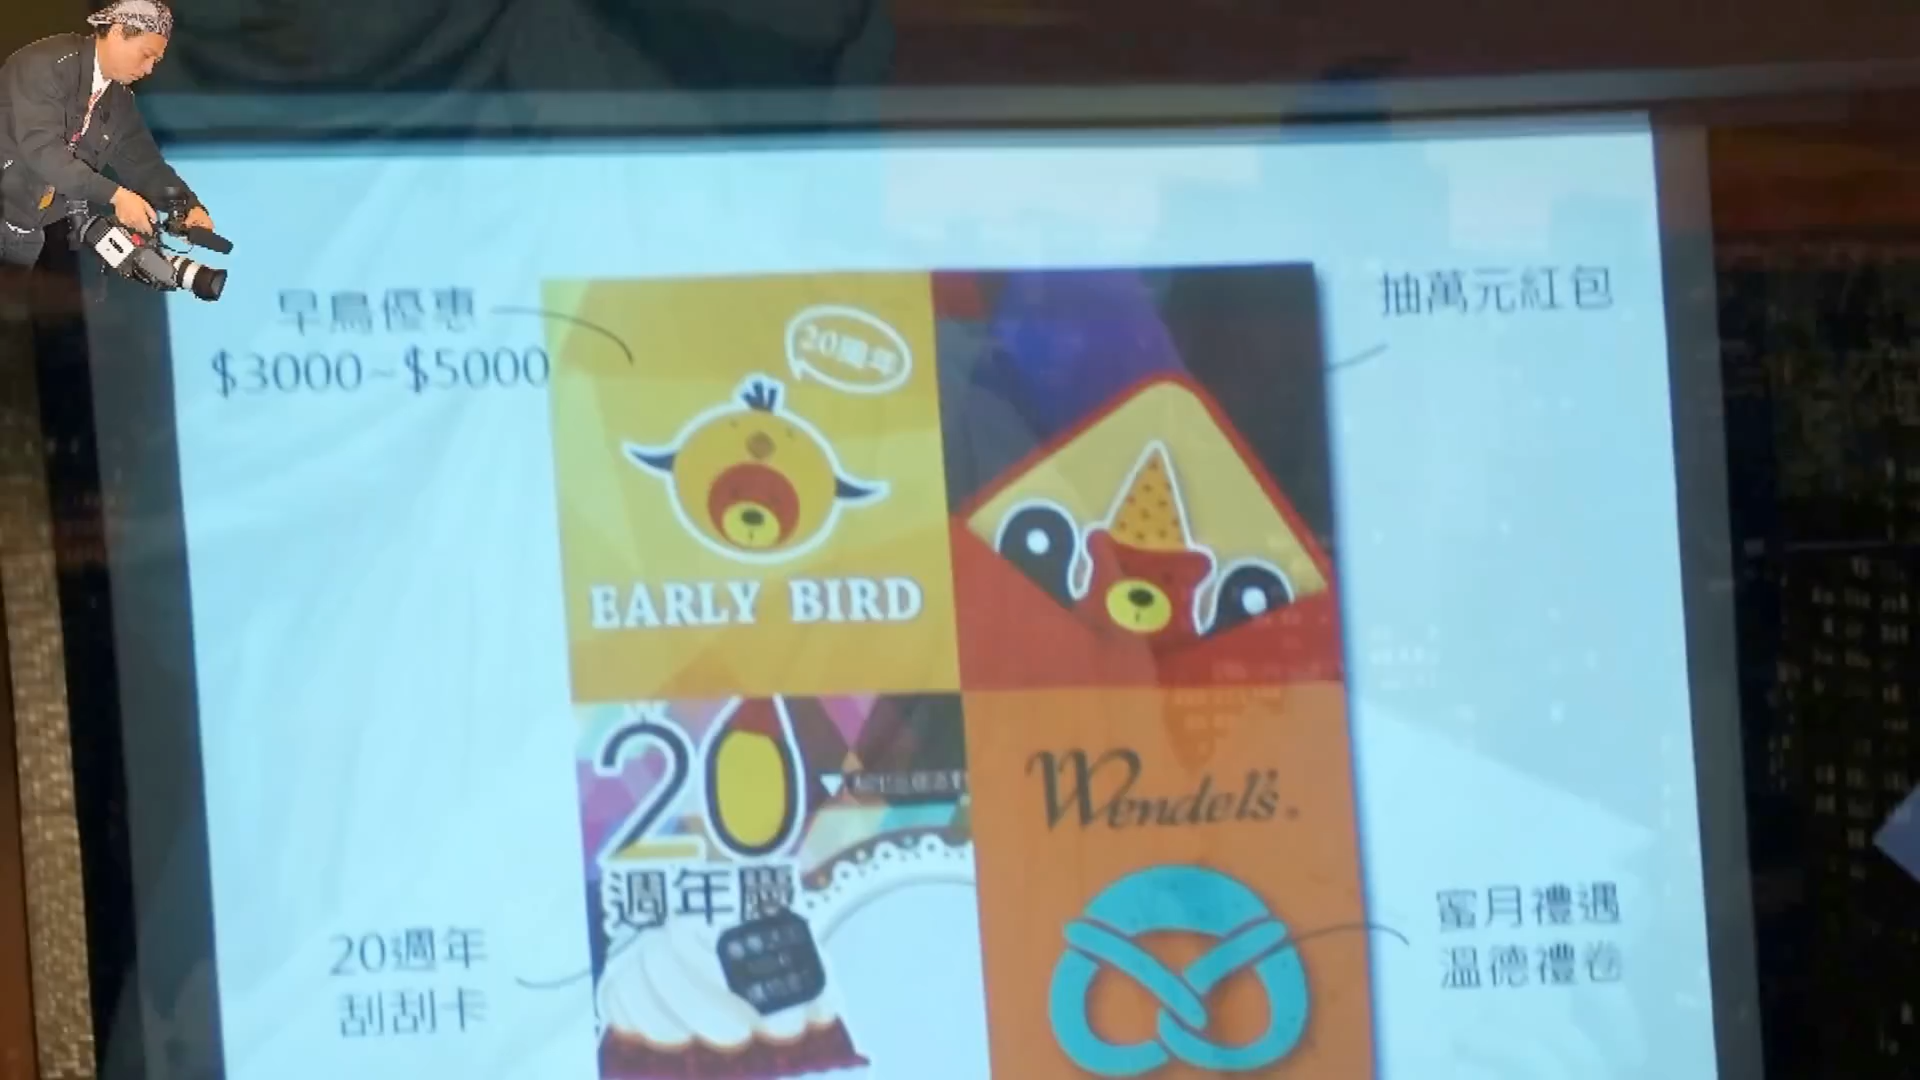 早鳥優惠
$3000~$5000
20週年
EARLY BIRD
抽萬元紅包
20
週年慶
Wendel's
20週年
刮刮卡
蜜月禮遇
溫德禮卷